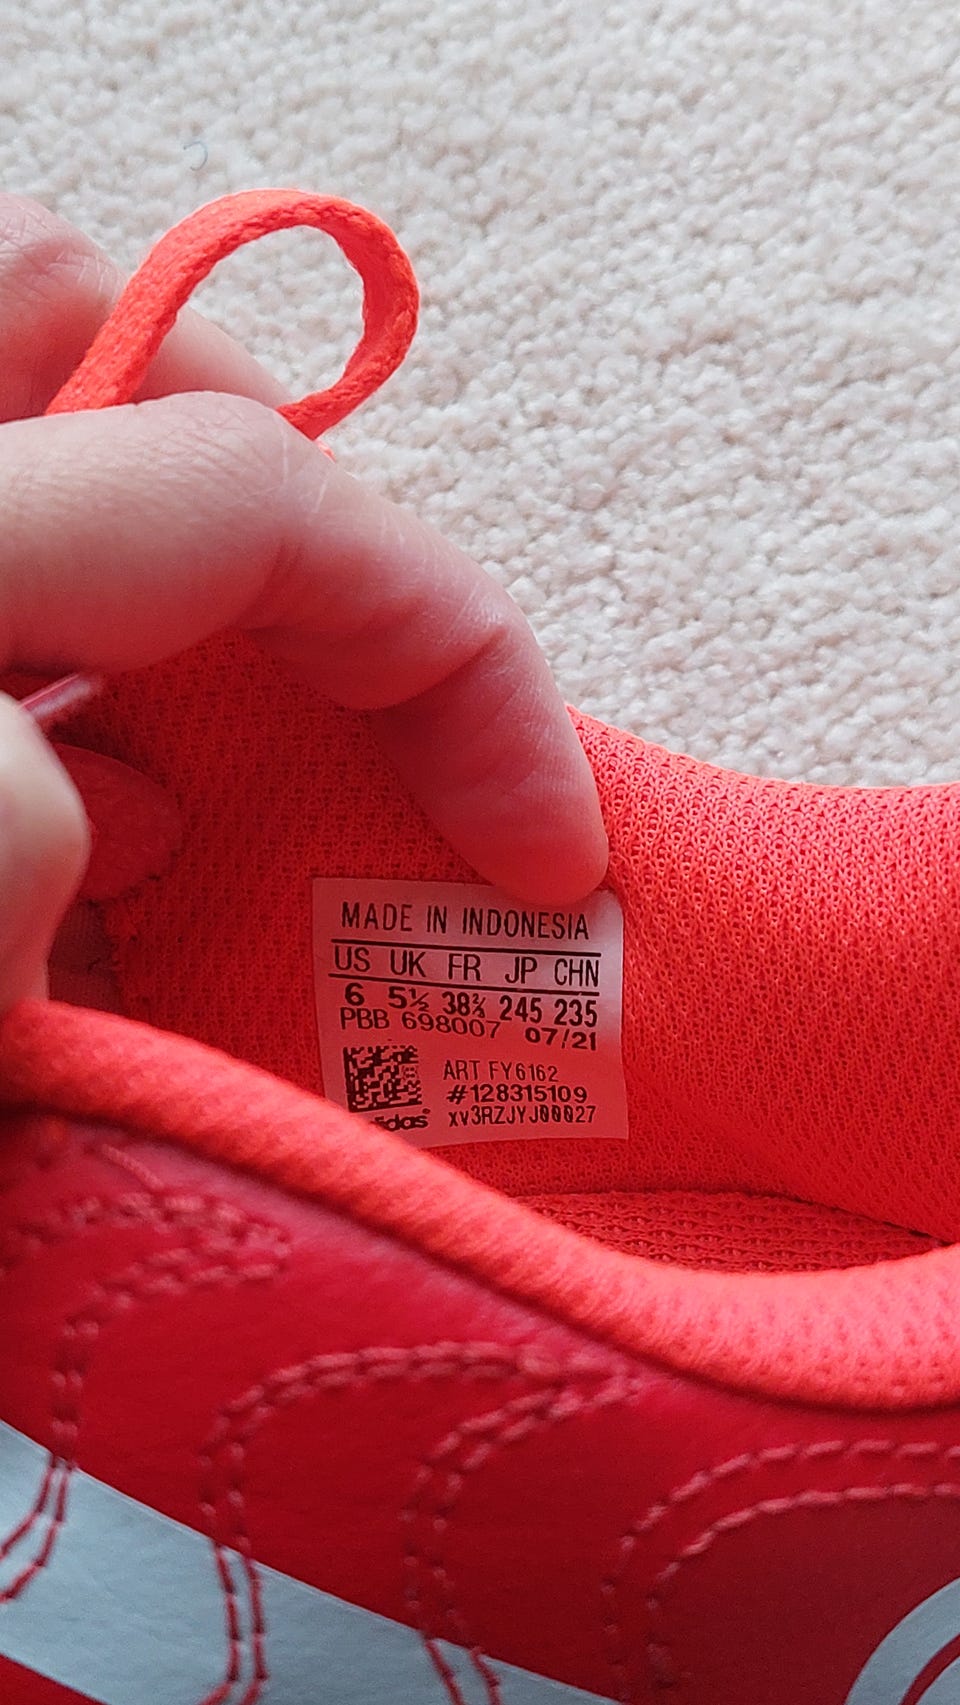 MADE IN INDONESIA
US UK FR JP CHN
6 5½ 38⅔ 245 235
PBB 698007 07/21
ART FY6162
#128315109
xv3RZJYJ00027